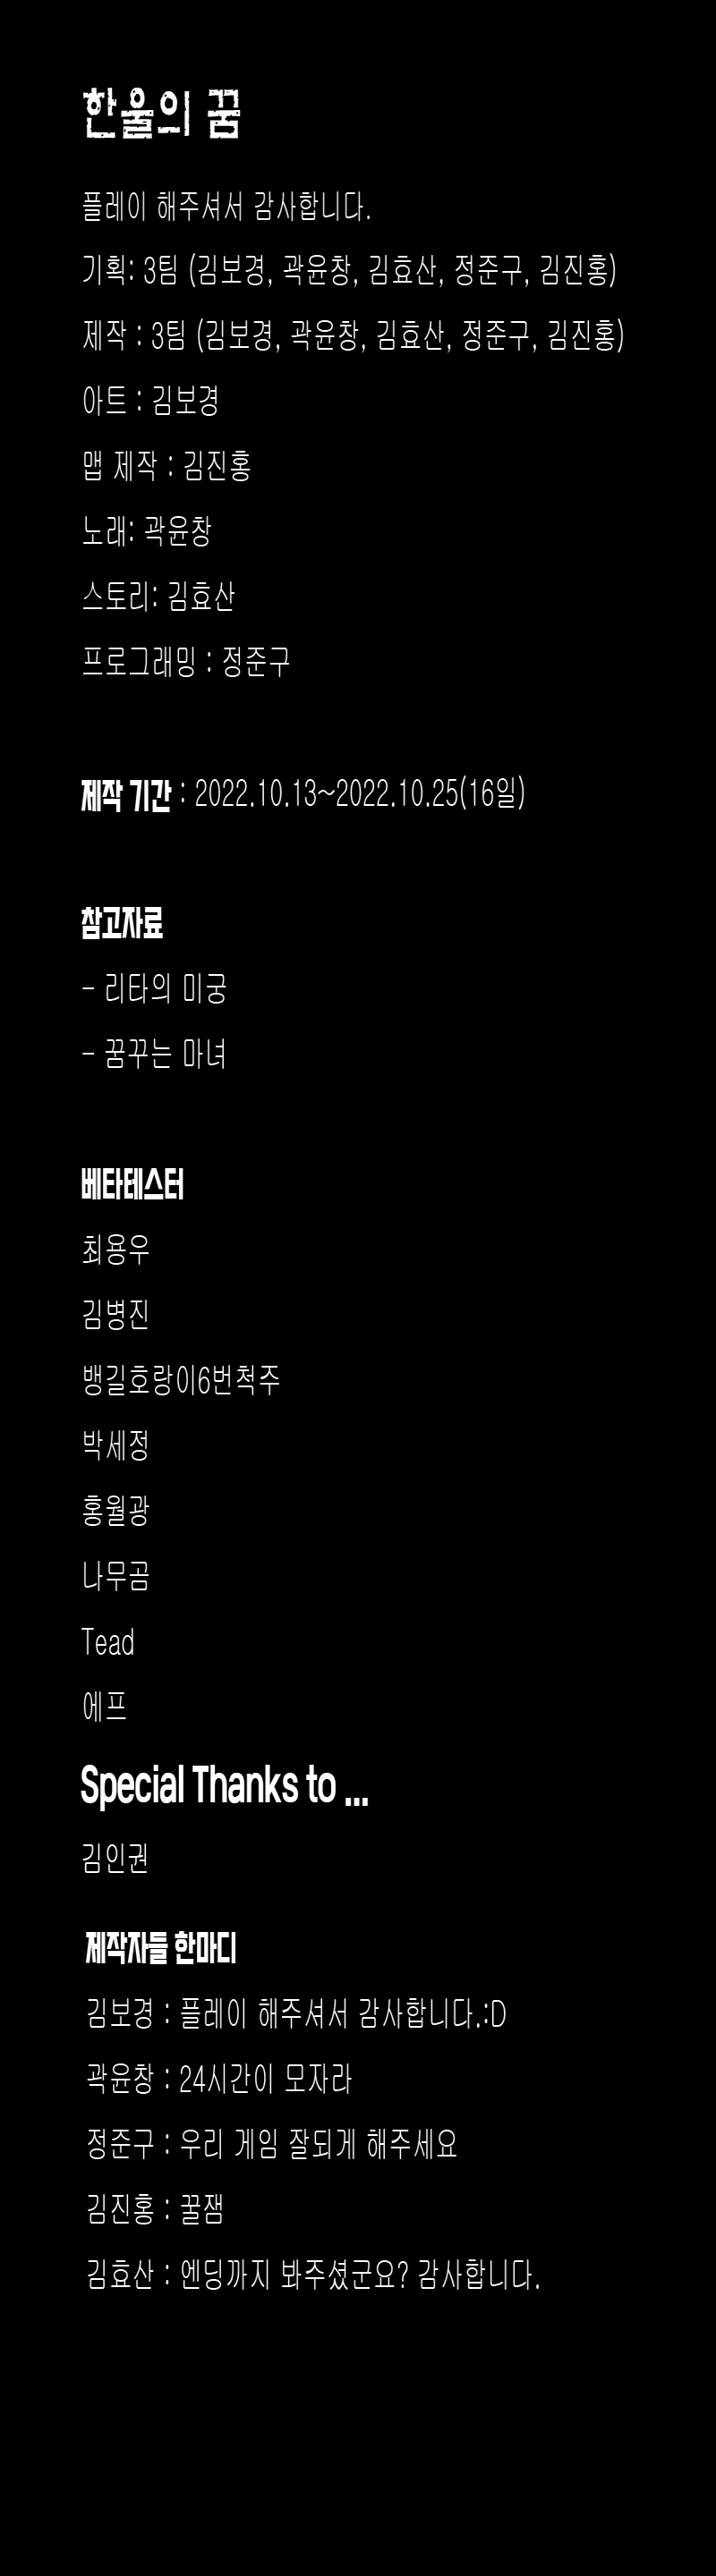 한울의 꿈
플레이 해주셔서 감사합니다.
기획: 3팀 (김보경, 곽윤창, 김효산, 정준구, 김진홍)
제작 : 3팀 (김보경, 곽윤창, 김효산, 정준구, 김진홍)
아트 : 김보경
맵 제작 : 김진홍
노래: 곽윤창
스토리: 김효산
프로그래밍 : 정준구
제작 기간 : 2022.10.13~2022.10.25(16일)
참고자료
- 리타의 미궁
- 꿈꾸는 마녀
베타테스터
최용우
김병진
뱅길호랑이6번척주
박세정
홍월광
나무곰
Tead
에프
Special Thanks to ...
김인권
제작자들 한마디
김보경 : 플레이 해주셔서 감사합니다.:D
곽윤창 : 24시간이 모자라
정준구 : 우리 게임 잘되게 해주세요
김진홍 : 꿀잼
김효산 : 엔딩까지 봐주셨군요? 감사합니다.